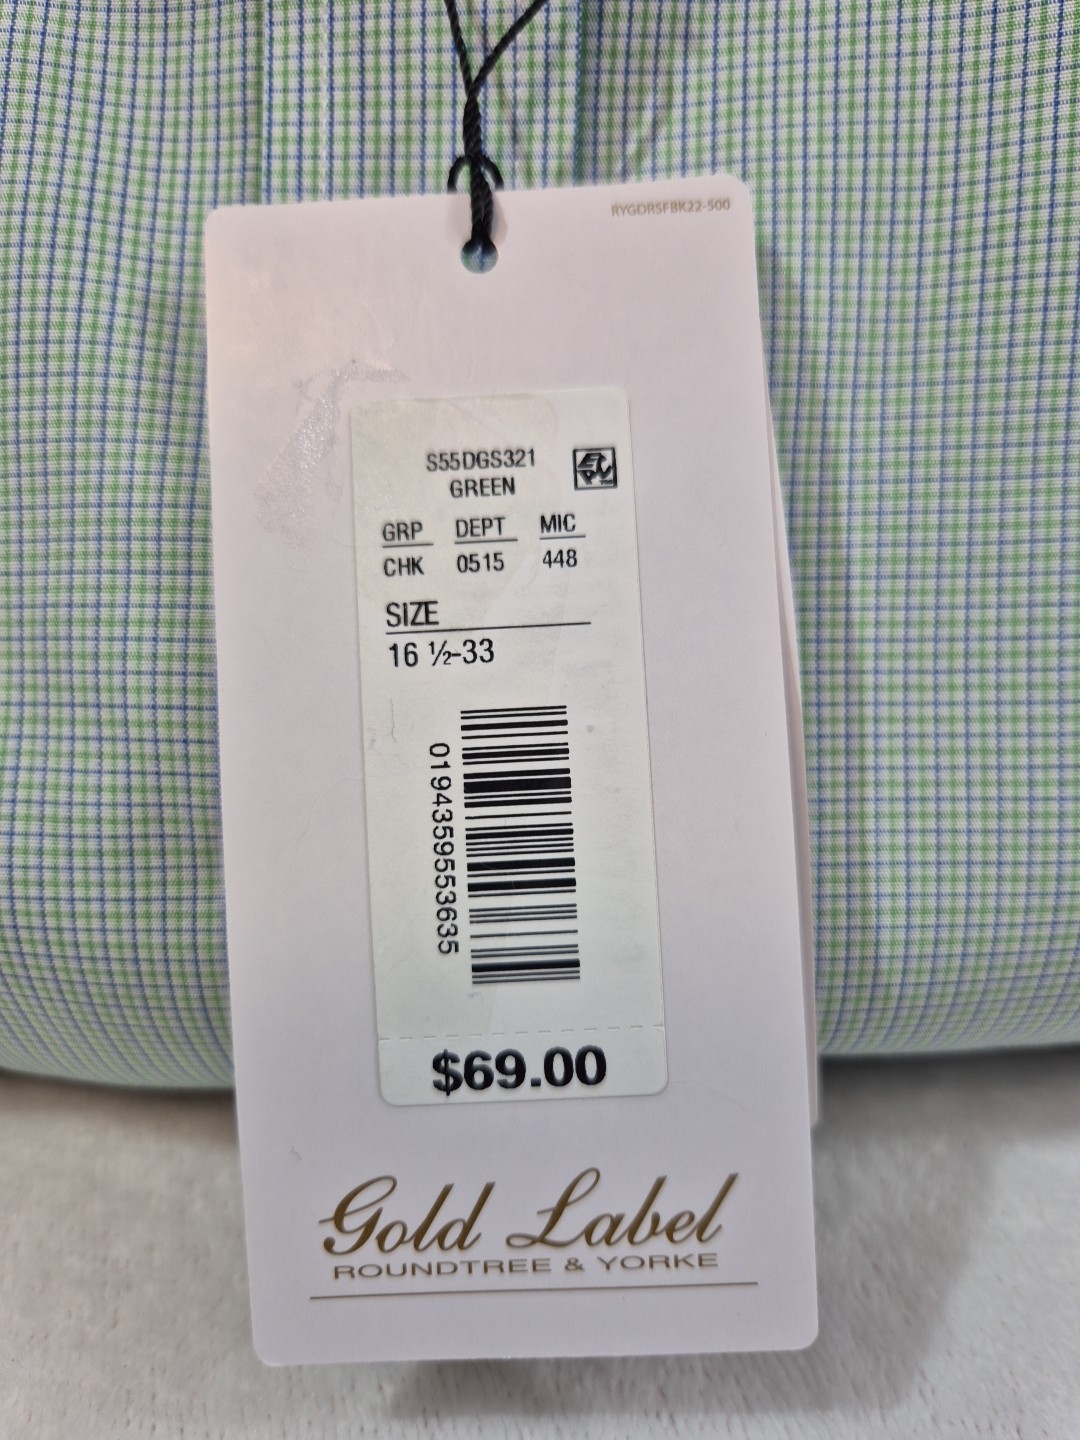 RYGDRSFBK22-500
S55DGS321
GREEN
GRP DEPT MIC
CHK 0515 448
SIZE
16 ½-33
0194359553635
$69.00
Gold Label
ROUNDTREE & YORKE